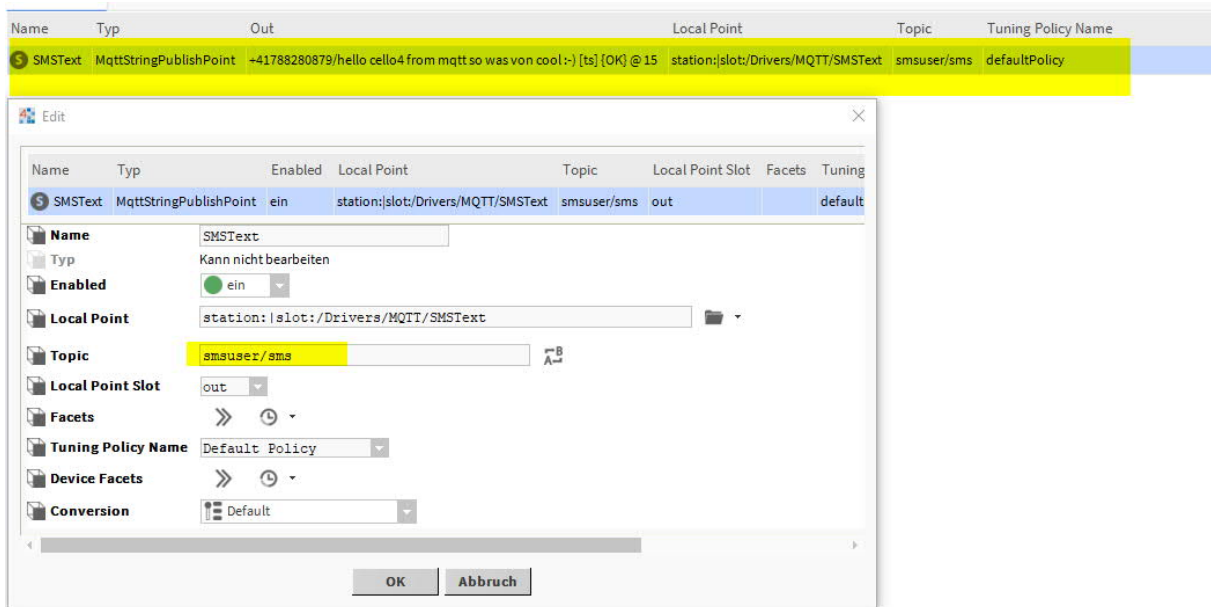 Name Typ Out Local Point Topic Tuning Policy Name
S SMSText MqttStringPublishPoint +41788280879/hello cello4 from mqtt so was von cool :-) [ts] {OK} @ 15 station:|slot:/Drivers/MQTT/SMSText smsuser/sms defaultPolicy
Edit
Name Typ Enabled Local Point Topic Local Point Slot Facets Tuning
S SMSText MqttStringPublishPoint ein station:|slot:/Drivers/MQTT/SMSText smsuser/sms out default
Name SMSText
Typ Kann nicht bearbeiten
Enabled ein
Local Point station:|slot:/Drivers/MQTT/SMSText
Topic smsuser/sms
Local Point Slot out
Facets
Tuning Policy Name Default Policy
Device Facets
Conversion Default
OK Abbruch